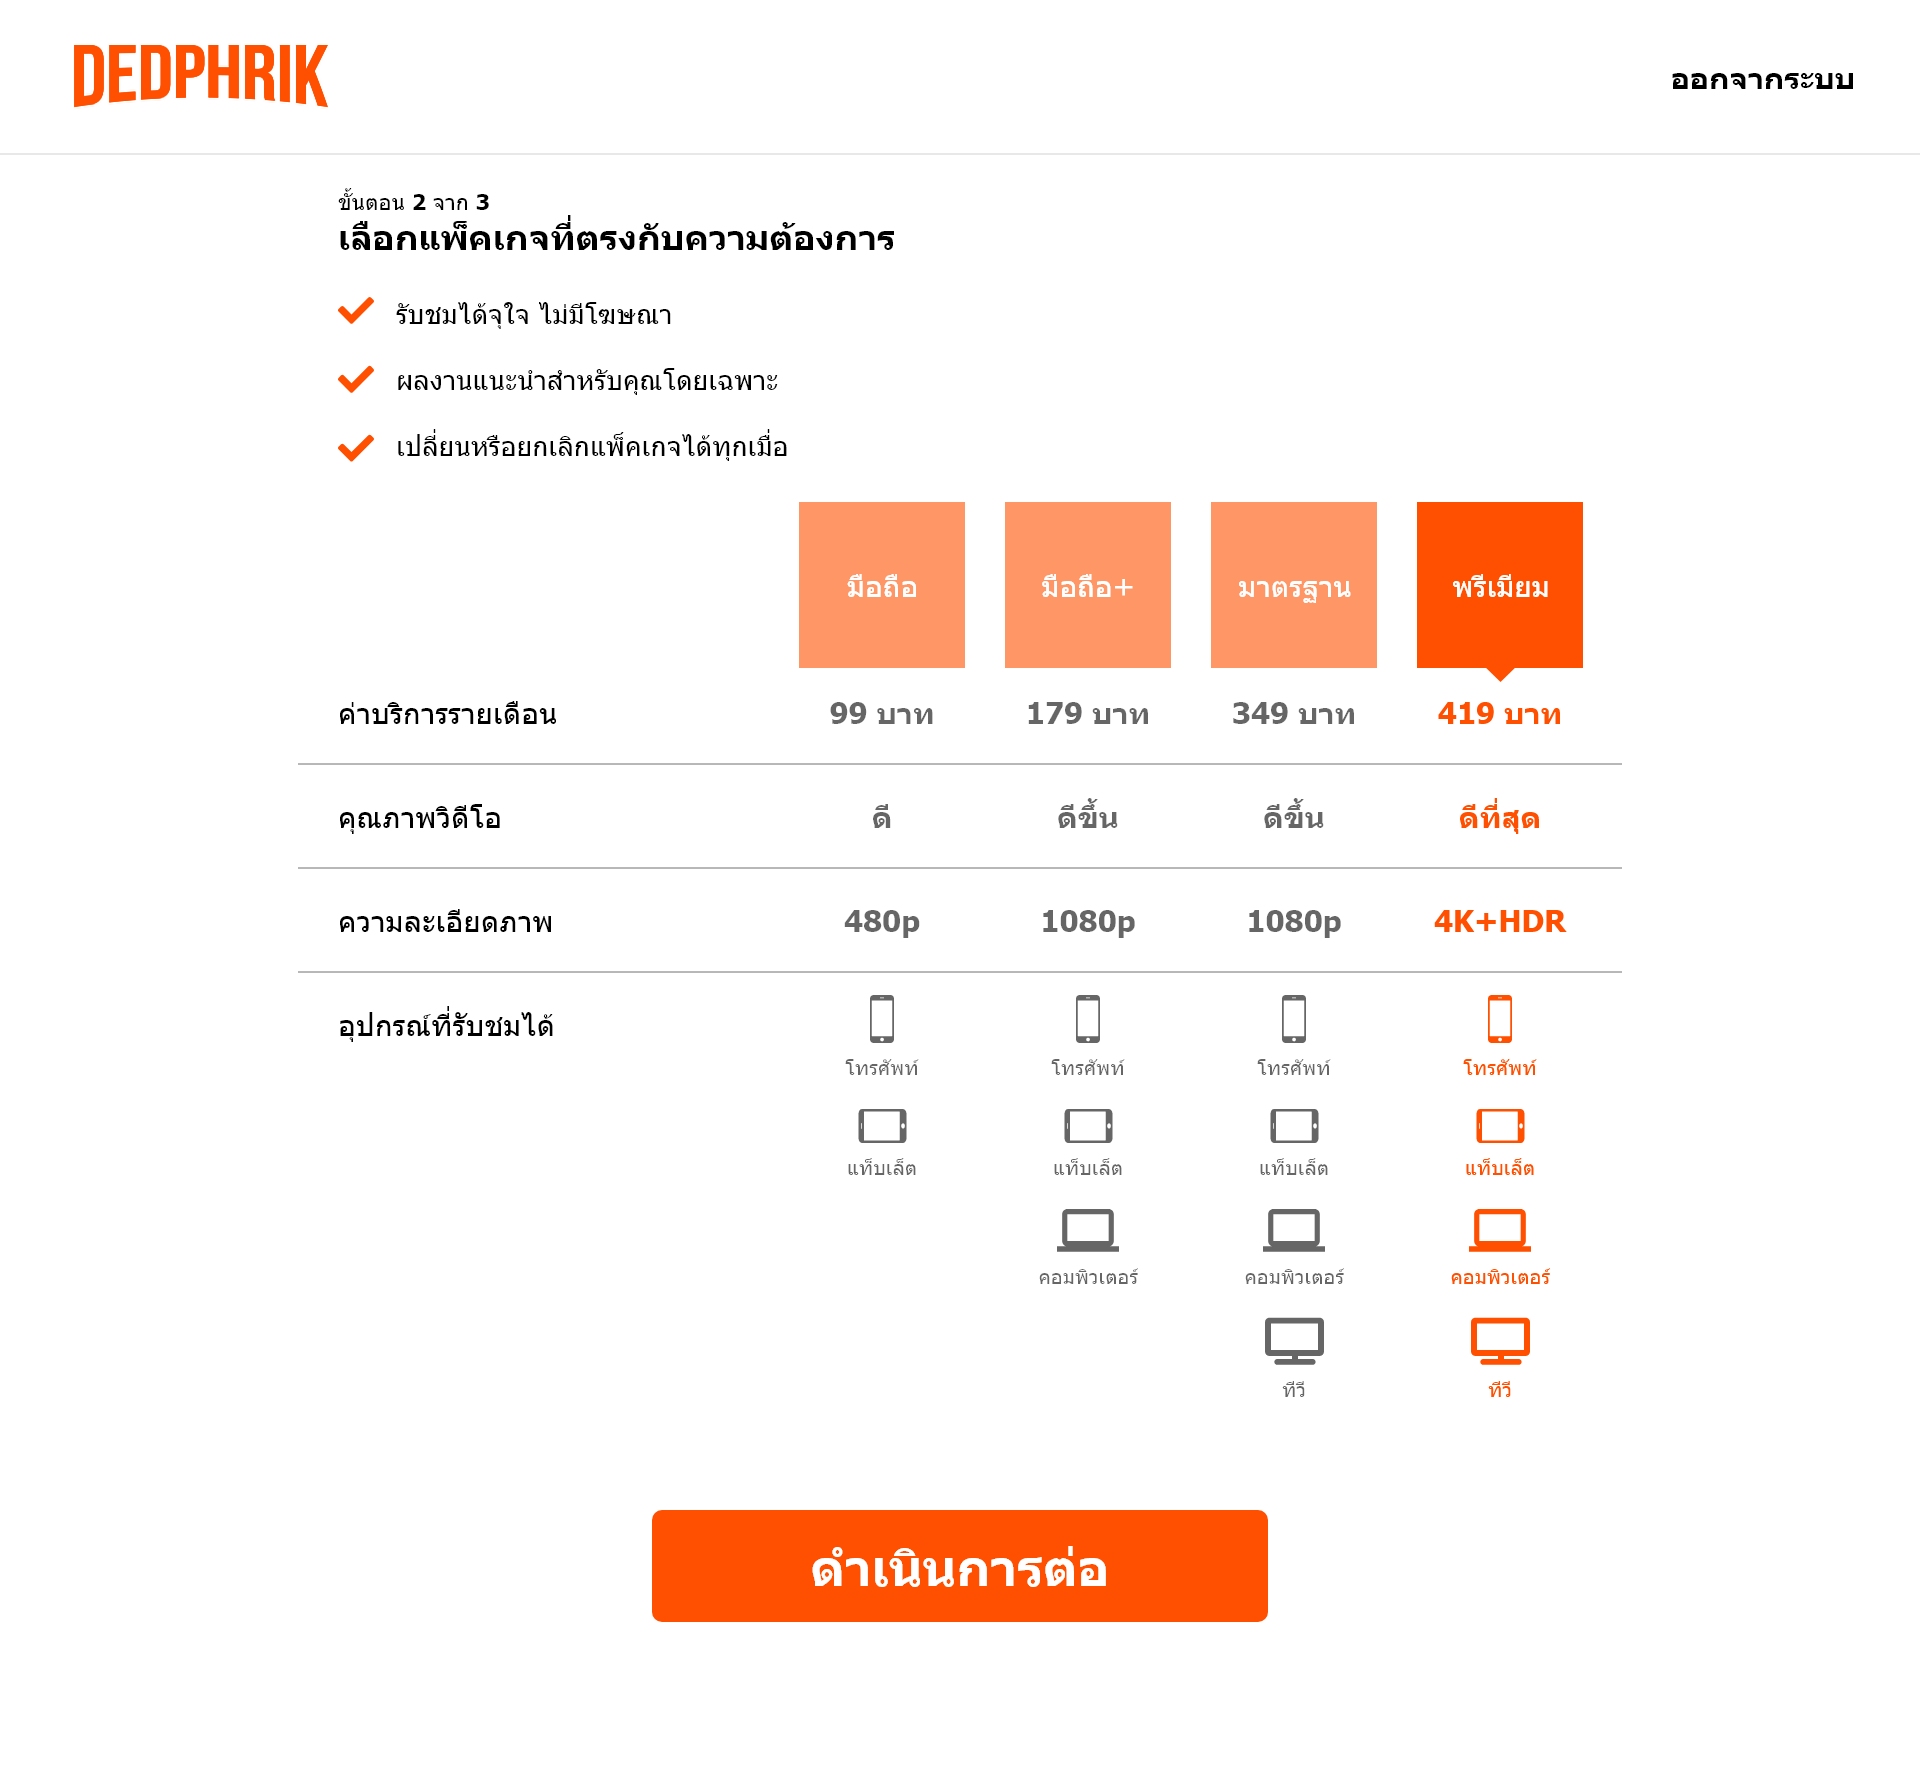 DEDPHRIK
ออกจากระบบ
ขั้นตอน 2 จาก 3
เลือกแพ็คเกจที่ตรงกับความต้องการ
รับชมได้จุใจ ไม่มีโฆษณา
ผลงานแนะนำสำหรับคุณโดยเฉพาะ
เปลี่ยนหรือยกเลิกแพ็คเกจได้ทุกเมื่อ
มือถือ มือถือ+ มาตรฐาน พรีเมียม
ค่าบริการรายเดือน 99 บาท 179 บาท 349 บาท 419 บาท
คุณภาพวิดีโอ ดี ดีขึ้น ดีขึ้น ดีที่สุด
ความละเอียดภาพ 480p 1080p 1080p 4K+HDR
อุปกรณ์ที่รับชมได้
โทรศัพท์ โทรศัพท์ โทรศัพท์ โทรศัพท์
แท็บเล็ต แท็บเล็ต แท็บเล็ต แท็บเล็ต
คอมพิวเตอร์ คอมพิวเตอร์ คอมพิวเตอร์
ทีวี ทีวี
ดำเนินการต่อ